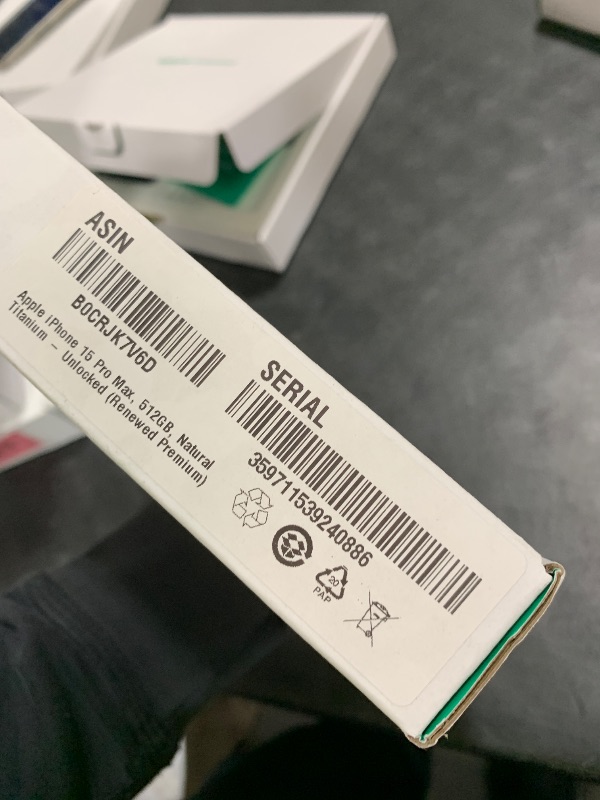 ASIN
B0CRJK7V6D
Apple iPhone 15 Pro Max, 512GB, Natural
Titanium - Unlocked (Renewed Premium)
SERIAL
359711539240886
20
PAP